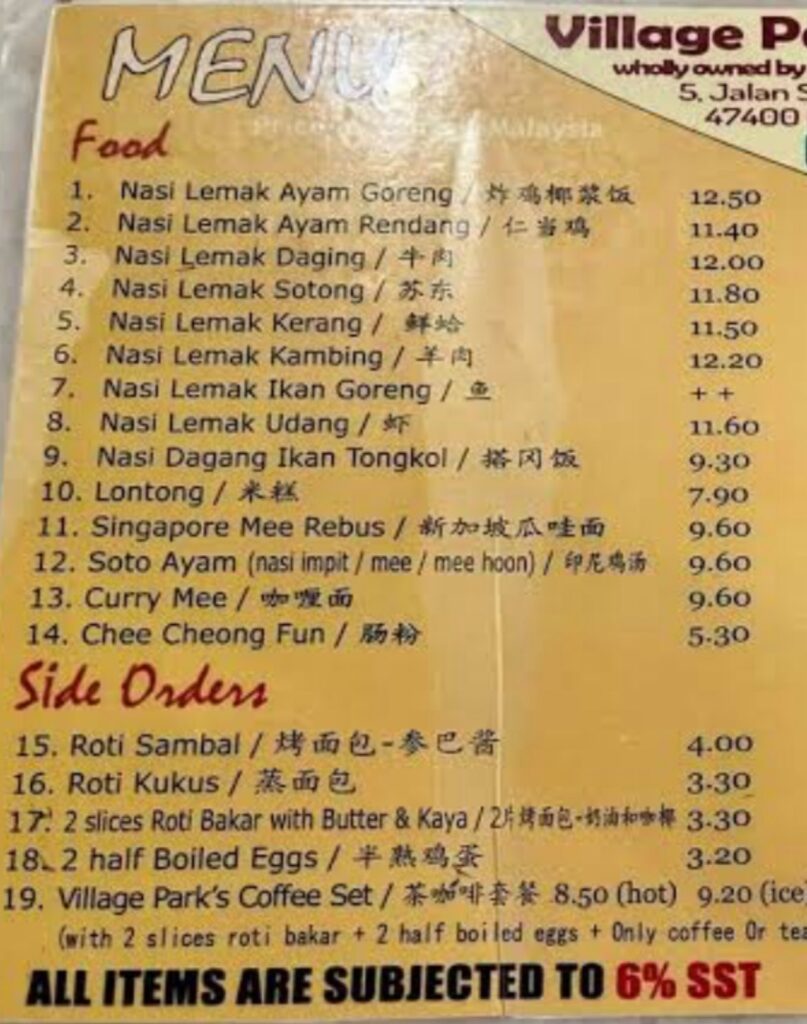 MENU
Village
wholly owned by
5, Jalan
47400
Malaysia
Food
1. Nasi Lemak Ayam Goreng / 炸鸡椰浆饭 12.50
2. Nasi Lemak Ayam Rendang / 仁当鸡 11.40
3. Nasi Lemak Daging / 牛肉 12.00
4. Nasi Lemak Sotong / 苏东 11.80
5. Nasi Lemak Kerang / 鲜蛤 11.50
6. Nasi Lemak Kambing / 羊肉 12.20
7. Nasi Lemak Ikan Goreng / 鱼 + +
8. Nasi Lemak Udang / 虾 11.60
9. Nasi Dagang Ikan Tongkol / 搭冈饭 9.30
10. Lontong / 米糕 7.90
11. Singapore Mee Rebus / 新加坡瓜哇面 9.60
12. Soto Ayam (nasi impit / mee / mee hoon) / 印尼鸡汤 9.60
13. Curry Mee / 咖喱面 9.60
14. Chee Cheong Fun / 肠粉 5.30
Side Orders
15. Roti Sambal / 烤面包-参巴酱 4.00
16. Roti Kukus / 蒸面包 3.30
17. 2 slices Roti Bakar with Butter & Kaya / 2片烤面包-奶油和咖椰 3.30
18. 2 half Boiled Eggs / 半熟鸡蛋 3.20
19. Village Park's Coffee Set / 茶咖啡套餐 8.50 (hot) 9.20 (ice
(with 2 slices roti bakar + 2 half boiled eggs + Only coffee Or tea
ALL ITEMS ARE SUBJECTED TO 6% SST